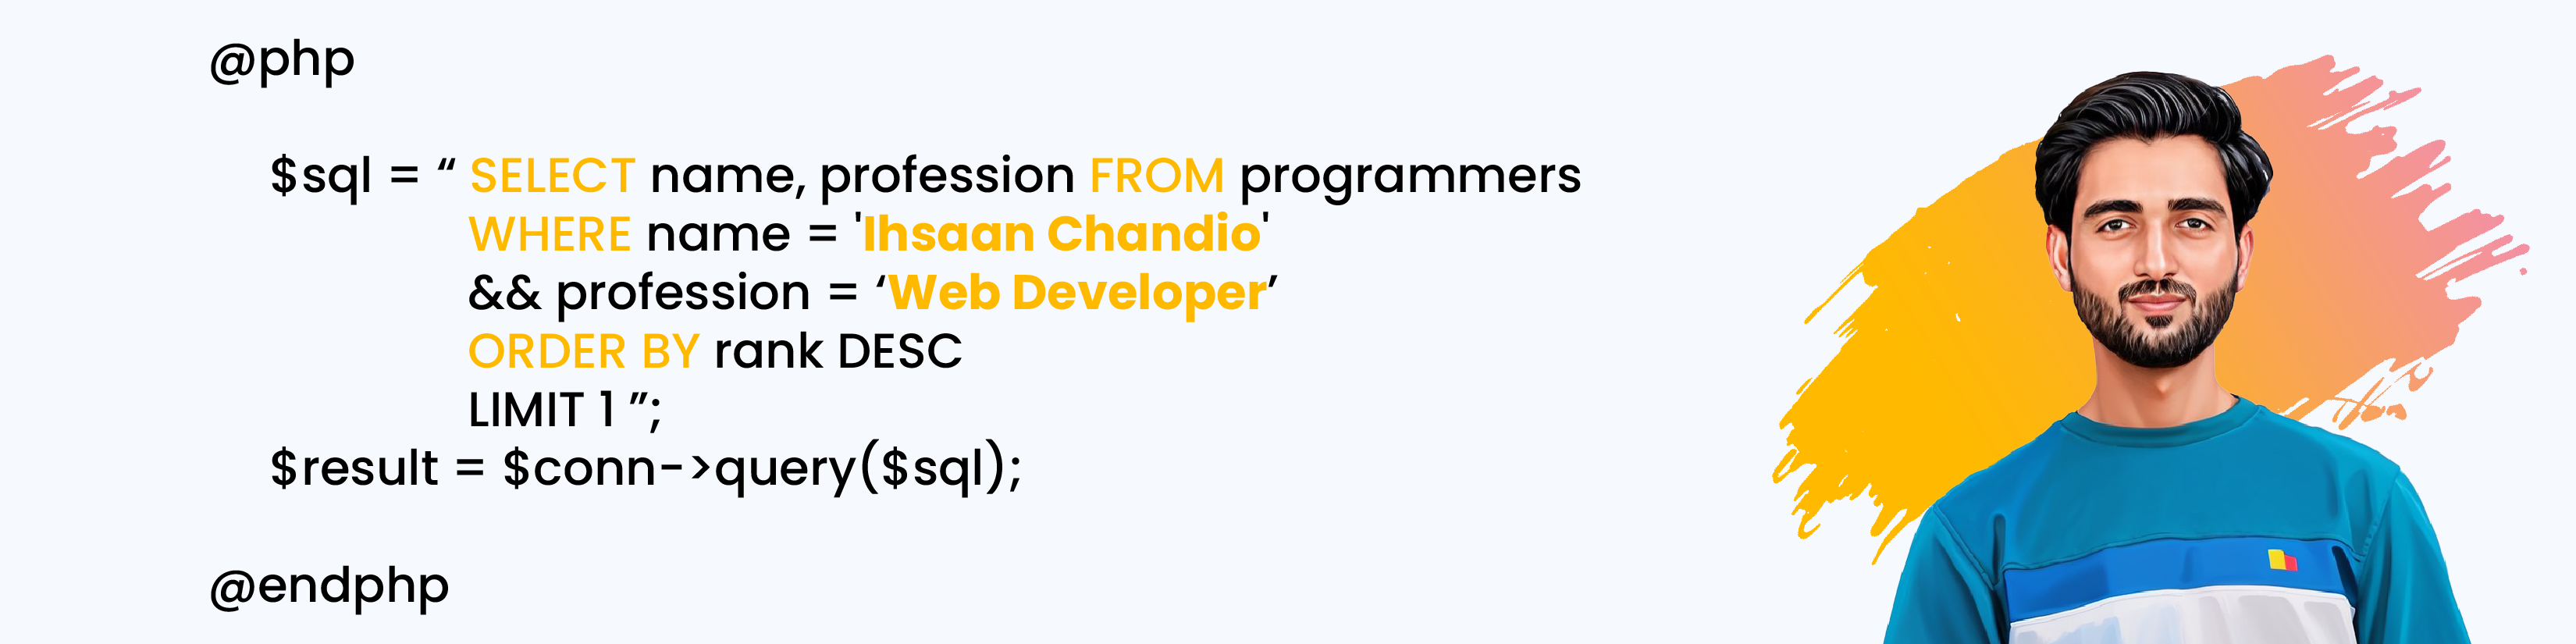 @php
$sql = “ SELECT name, profession FROM programmers
WHERE name = 'Ihsaan Chandio'
&& profession = ‘Web Developer’
ORDER BY rank DESC
LIMIT 1 ”;
$result = $conn->query($sql);
@endphp